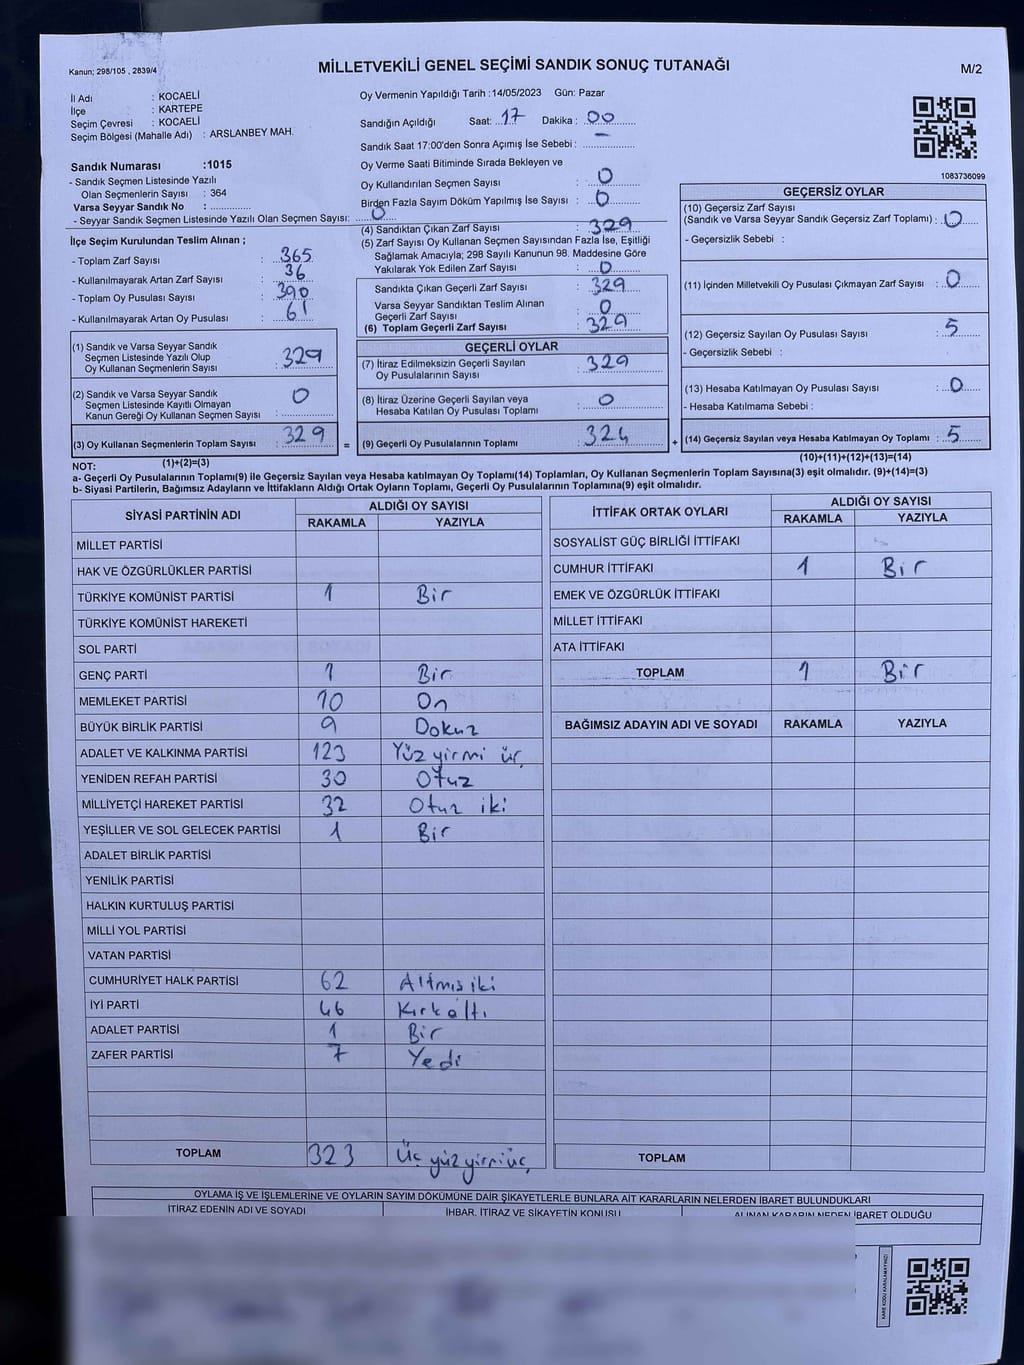 Kanun; 298/105 , 2839/4
MİLLETVEKİLİ GENEL SEÇİMİ SANDIK SONUÇ TUTANAĞI
M/2
İl Adı : KOCAELİ
İlçe : KARTEPE
Seçim Çevresi : KOCAELİ
Seçim Bölgesi (Mahalle Adı) : ARSLANBEY MAH.
Sandık Numarası :1015
- Sandık Seçmen Listesinde Yazılı
Olan Seçmenlerin Sayısı : 364
Varsa Seyyar Sandık No :
- Seyyar Sandık Seçmen Listesinde Yazılı Olan Seçmen Sayısı: 0
İlçe Seçim Kurulundan Teslim Alınan ;
- Toplam Zarf Sayısı : 365
- Kullanılmayarak Artan Zarf Sayısı : 36
- Toplam Oy Pusulası Sayısı : 390
- Kullanılmayarak Artan Oy Pusulası : 61
(1) Sandık ve Varsa Seyyar Sandık
Seçmen Listesinde Yazılı Olup
Oy Kullanan Seçmenlerin Sayısı : 329
(2) Sandık ve Varsa Seyyar Sandık
Seçmen Listesinde Kayıtlı Olmayan
Kanun Gereği Oy Kullanan Seçmen Sayısı : 0
(3) Oy Kullanan Seçmenlerin Toplam Sayısı : 329
Oy Vermenin Yapıldığı Tarih :14/05/2023 Gün: Pazar
Sandığın Açıldığı Saat: 17 Dakika : 00
Sandık Saat 17:00'den Sonra Açımış İse Sebebi : —
Oy Verme Saati Bitiminde Sırada Bekleyen ve
Oy Kullandırılan Seçmen Sayısı : 0
Birden Fazla Sayım Döküm Yapılmış İse Sayısı : 0
(4) Sandıktan Çıkan Zarf Sayısı : 329
(5) Zarf Sayısı Oy Kullanan Seçmen Sayısından Fazla İse, Eşitliği
Sağlamak Amacıyla; 298 Sayılı Kanunun 98. Maddesine Göre
Yakılarak Yok Edilen Zarf Sayısı : 0
Sandıkta Çıkan Geçerli Zarf Sayısı : 329
Varsa Seyyar Sandıktan Teslim Alınan
Geçerli Zarf Sayısı : 0
(6) Toplam Geçerli Zarf Sayısı : 329
GEÇERLİ OYLAR
(7) İtiraz Edilmeksizin Geçerli Sayılan
Oy Pusulalarının Sayısı : 329
(8) İtiraz Üzerine Geçerli Sayılan veya
Hesaba Katılan Oy Pusulası Toplamı : 0
= (9) Geçerli Oy Pusulalarının Toplamı : 324
1083736099
GEÇERSİZ OYLAR
(10) Geçersiz Zarf Sayısı
(Sandık ve Varsa Seyyar Sandık Geçersiz Zarf Toplamı) : 0
- Geçersizlik Sebebi :
(11) İçinden Milletvekili Oy Pusulası Çıkmayan Zarf Sayısı : 0
(12) Geçersiz Sayılan Oy Pusulası Sayısı : 5
- Geçersizlik Sebebi :
(13) Hesaba Katılmayan Oy Pusulası Sayısı : 0
- Hesaba Katılmama Sebebi :
+ (14) Geçersiz Sayılan veya Hesaba Katılmayan Oy Toplamı : 5
NOT: (1)+(2)=(3) (10)+(11)+(12)+(13)=(14)
a- Geçerli Oy Pusulalarının Toplamı(9) ile Geçersiz Sayılan veya Hesaba katılmayan Oy Toplamı(14) Toplamları, Oy Kullanan Seçmenlerin Toplam Sayısına(3) eşit olmalıdır. (9)+(14)=(3)
b- Siyasi Partilerin, Bağımsız Adayların ve İttifakların Aldığı Ortak Oyların Toplamı, Geçerli Oy Pusulalarının Toplamına(9) eşit olmalıdır.
SİYASİ PARTİNİN ADI ALDIĞI OY SAYISI
RAKAMLA YAZIYLA
MİLLET PARTİSİ
HAK VE ÖZGÜRLÜKLER PARTİSİ
TÜRKİYE KOMÜNİST PARTİSİ 1 Bir
TÜRKİYE KOMÜNİST HAREKETİ
SOL PARTİ
GENÇ PARTİ 1 Bir
MEMLEKET PARTİSİ 10 On
BÜYÜK BİRLİK PARTİSİ 9 Dokuz
ADALET VE KALKINMA PARTİSİ 123 Yüz yirmi üç
YENİDEN REFAH PARTİSİ 30 Otuz
MİLLİYETÇİ HAREKET PARTİSİ 32 Otuz iki
YEŞİLLER VE SOL GELECEK PARTİSİ 1 Bir
ADALET BİRLİK PARTİSİ
YENİLİK PARTİSİ
HALKIN KURTULUŞ PARTİSİ
MİLLİ YOL PARTİSİ
VATAN PARTİSİ
CUMHURİYET HALK PARTİSİ 62 Altmış iki
İYİ PARTİ 46 Kırk altı
ADALET PARTİSİ 1 Bir
ZAFER PARTİSİ 7 Yedi
TOPLAM 323 Üç yüz yirmi üç
İTTİFAK ORTAK OYLARI ALDIĞI OY SAYISI
RAKAMLA YAZIYLA
SOSYALİST GÜÇ BİRLİĞİ İTTİFAKI
CUMHUR İTTİFAKI 1 Bir
EMEK VE ÖZGÜRLÜK İTTİFAKI
MİLLET İTTİFAKI
ATA İTTİFAKI
TOPLAM 1 Bir
BAĞIMSIZ ADAYIN ADI VE SOYADI RAKAMLA YAZIYLA
TOPLAM
OYLAMA İŞ VE İŞLEMLERİNE VE OYLARIN SAYIM DÖKÜMÜNE DAİR ŞİKAYETLERLE BUNLARA AİT KARARLARIN NELERDEN İBARET BULUNDUKLARI
İTİRAZ EDENİN ADI VE SOYADI İHBAR, İTİRAZ VE ŞİKAYETİN KONUSU ALINAN KARARIN NEDEN İBARET OLDUĞU
KARE KODU KARALAMAYINIZ!